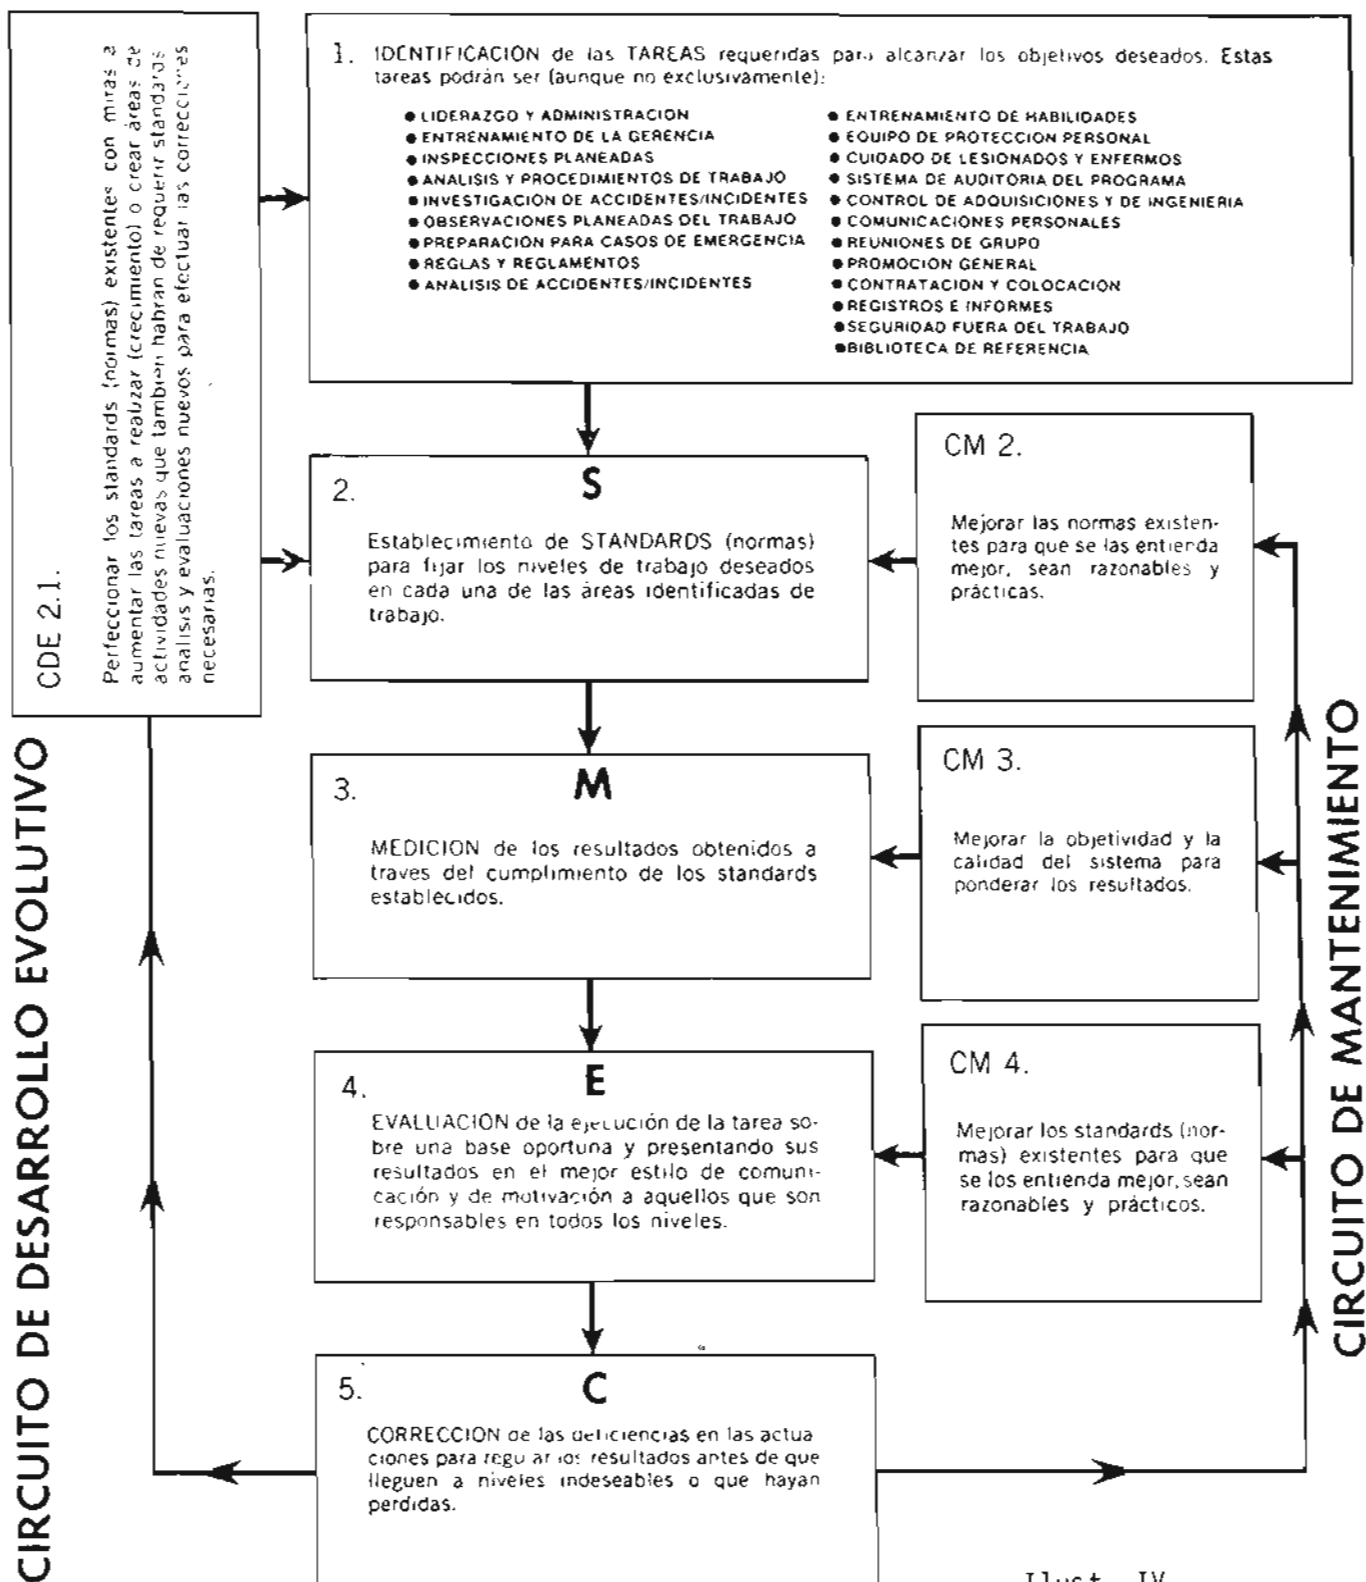 CDE 2.1.
Perfeccionar los standards (normas) existentes con miras a
aumentar las tareas a realizar (crecimiento) o crear áreas de
actividades nuevas que tambien habran de requerir standards
analisis y evaluaciones nuevos para efectuar las correcciones
necesarias.
1. IDENTIFICACION de las TAREAS requeridas para alcanzar los objetivos deseados. Estas
tareas podrán ser (aunque no exclusivamente):
● LIDERAZGO Y ADMINISTRACION
● ENTRENAMIENTO DE LA GERENCIA
● INSPECCIONES PLANEADAS
● ANALISIS Y PROCEDIMIENTOS DE TRABAJO
● INVESTIGACION DE ACCIDENTES/INCIDENTES
● OBSERVACIONES PLANEADAS DEL TRABAJO
● PREPARACION PARA CASOS DE EMERGENCIA
● REGLAS Y REGLAMENTOS
● ANALISIS DE ACCIDENTES/INCIDENTES
● ENTRENAMIENTO DE HABILIDADES
● EQUIPO DE PROTECCION PERSONAL
● CUIDADO DE LESIONADOS Y ENFERMOS
● SISTEMA DE AUDITORIA DEL PROGRAMA
● CONTROL DE ADQUISICIONES Y DE INGENIERIA
● COMUNICACIONES PERSONALES
● REUNIONES DE GRUPO
● PROMOCION GENERAL
● CONTRATACION Y COLOCACION
● REGISTROS E INFORMES
● SEGURIDAD FUERA DEL TRABAJO
● BIBLIOTECA DE REFERENCIA
2.
S
Establecimiento de STANDARDS (normas)
para fijar los niveles de trabajo deseados
en cada una de las áreas identificadas de
trabajo.
CM 2.
Mejorar las normas existen-
tes para que se las entienda
mejor, sean razonables y
prácticas.
3.
M
MEDICION de los resultados obtenidos a
traves del cumplimiento de los standards
establecidos.
CM 3.
Mejorar la objetividad y la
calidad del sistema para
ponderar los resultados.
4.
E
EVALUACION de la ejecución de la tarea so-
bre una base oportuna y presentando sus
resultados en el mejor estilo de comuni-
cación y de motivación a aquellos que son
responsables en todos los niveles.
CM 4.
Mejorar los standards (nor-
mas) existentes para que
se los entienda mejor, sean
razonables y prácticos.
5.
C
CORRECCION de las deficiencias en las actua
ciones para regular los resultados antes de que
lleguen a niveles indeseables o que hayan
perdidas.
CIRCUITO DE DESARROLLO EVOLUTIVO
CIRCUITO DE MANTENIMIENTO
Ilust. IV